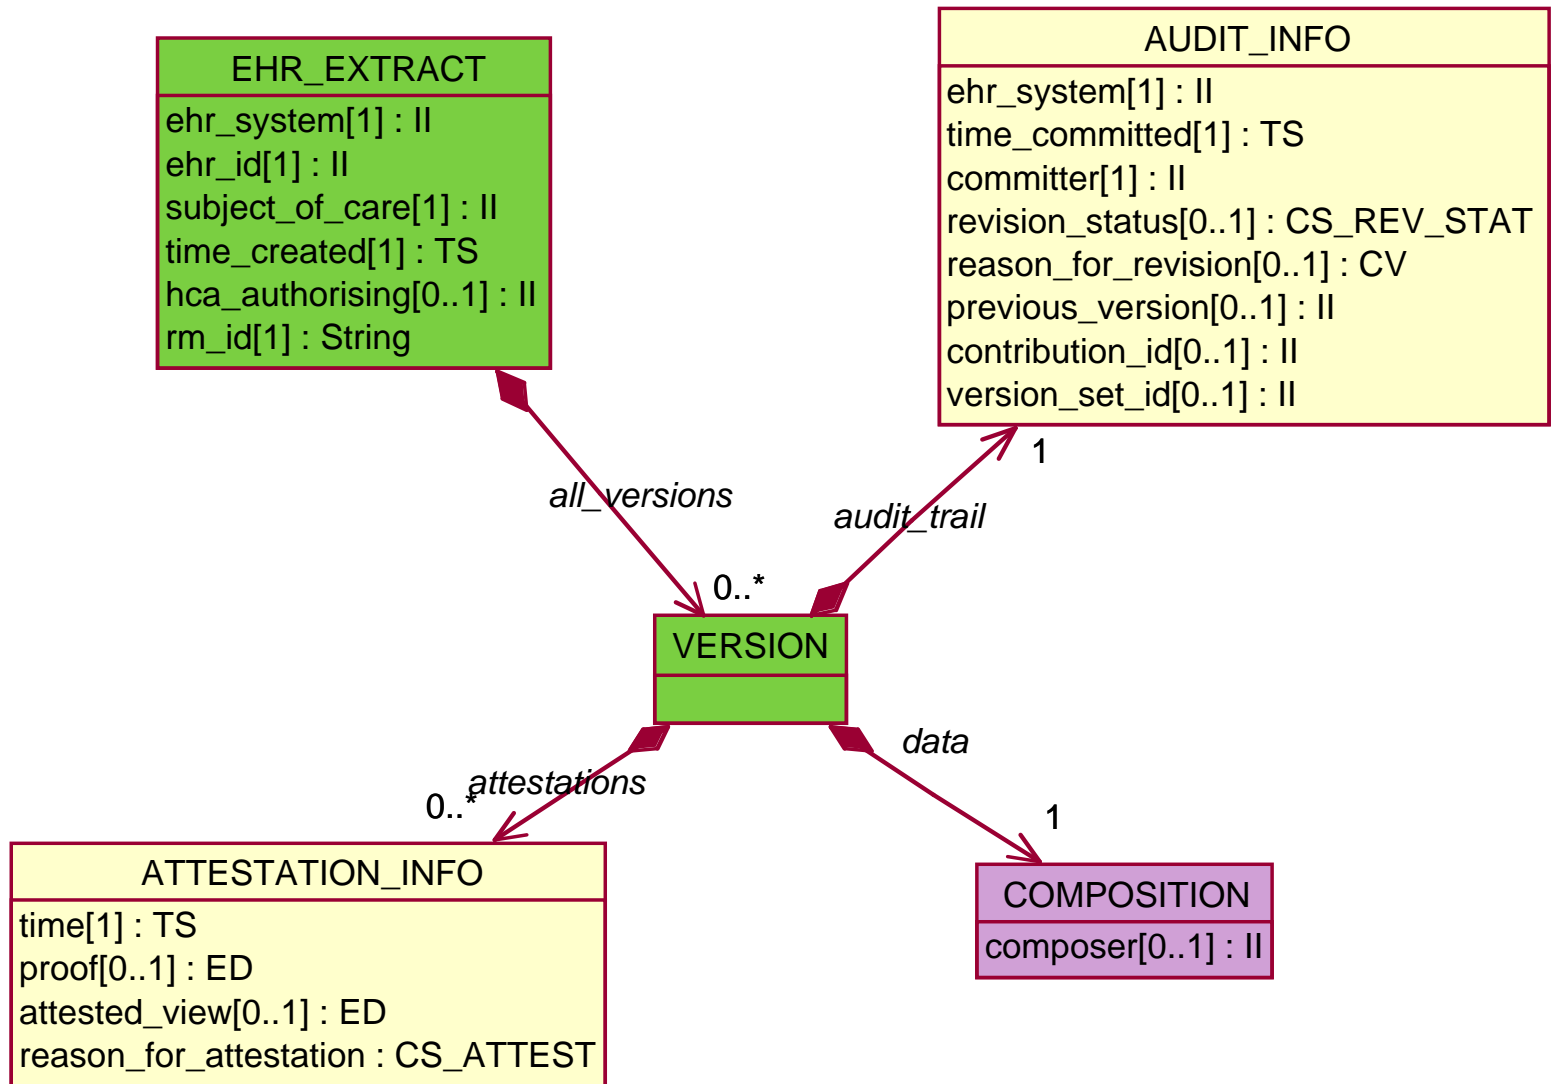 EHR_EXTRACT
ehr_system[1] : II
ehr_id[1] : II
subject_of_care[1] : II
time_created[1] : TS
hca_authorising[0..1] : II
rm_id[1] : String
AUDIT_INFO
ehr_system[1] : II
time_committed[1] : TS
committer[1] : II
revision_status[0..1] : CS_REV_STAT
reason_for_revision[0..1] : CV
previous_version[0..1] : II
contribution_id[0..1] : II
version_set_id[0..1] : II
1
all_versions
audit_trail
0..*
VERSION
data
attestations
0..*
1
ATTESTATION_INFO
time[1] : TS
proof[0..1] : ED
attested_view[0..1] : ED
reason_for_attestation : CS_ATTEST
COMPOSITION
composer[0..1] : II